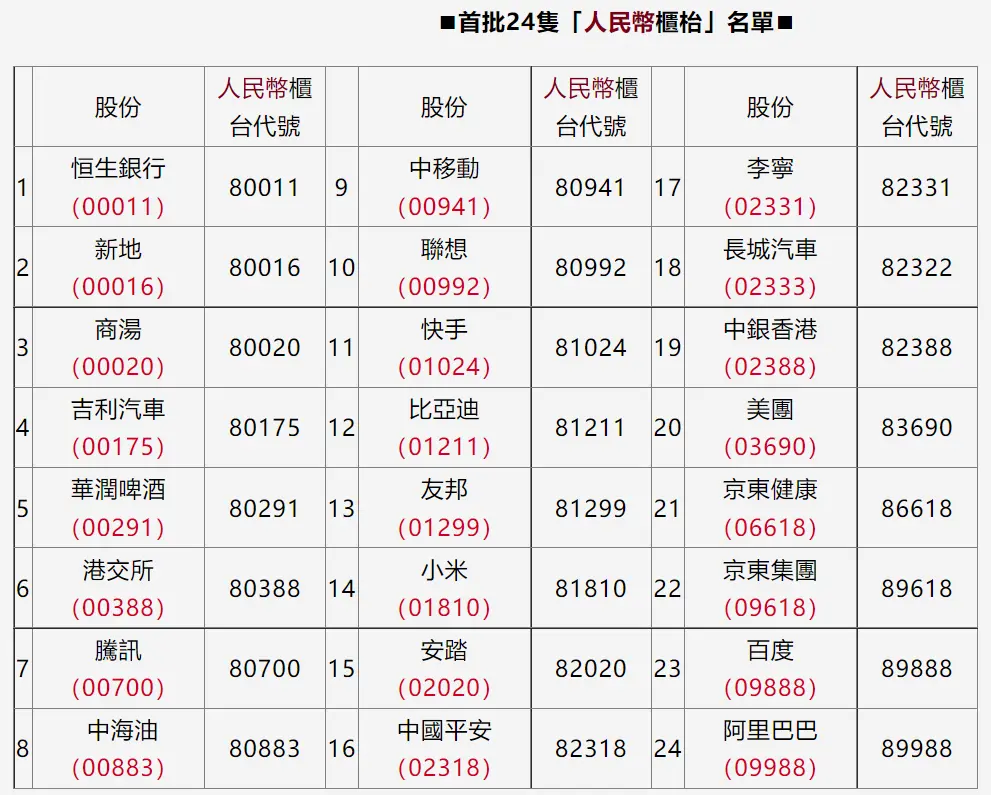 ■首批24隻「人民幣櫃枱」名單■
股份 人民幣櫃 股份 人民幣櫃 股份 人民幣櫃
台代號 台代號 台代號
1 恒生銀行 80011 9 中移動 80941 17 李寧 82331
(00011) (00941) (02331)
2 新地 80016 10 聯想 80992 18 長城汽車 82322
(00016) (00992) (02333)
3 商湯 80020 11 快手 81024 19 中銀香港 82388
(00020) (01024) (02388)
4 吉利汽車 80175 12 比亞迪 81211 20 美團 83690
(00175) (01211) (03690)
5 華潤啤酒 80291 13 友邦 81299 21 京東健康 86618
(00291) (01299) (06618)
6 港交所 80388 14 小米 81810 22 京東集團 89618
(00388) (01810) (09618)
7 騰訊 80700 15 安踏 82020 23 百度 89888
(00700) (02020) (09888)
8 中海油 80883 16 中國平安 82318 24 阿里巴巴 89988
(00883) (02318) (09988)